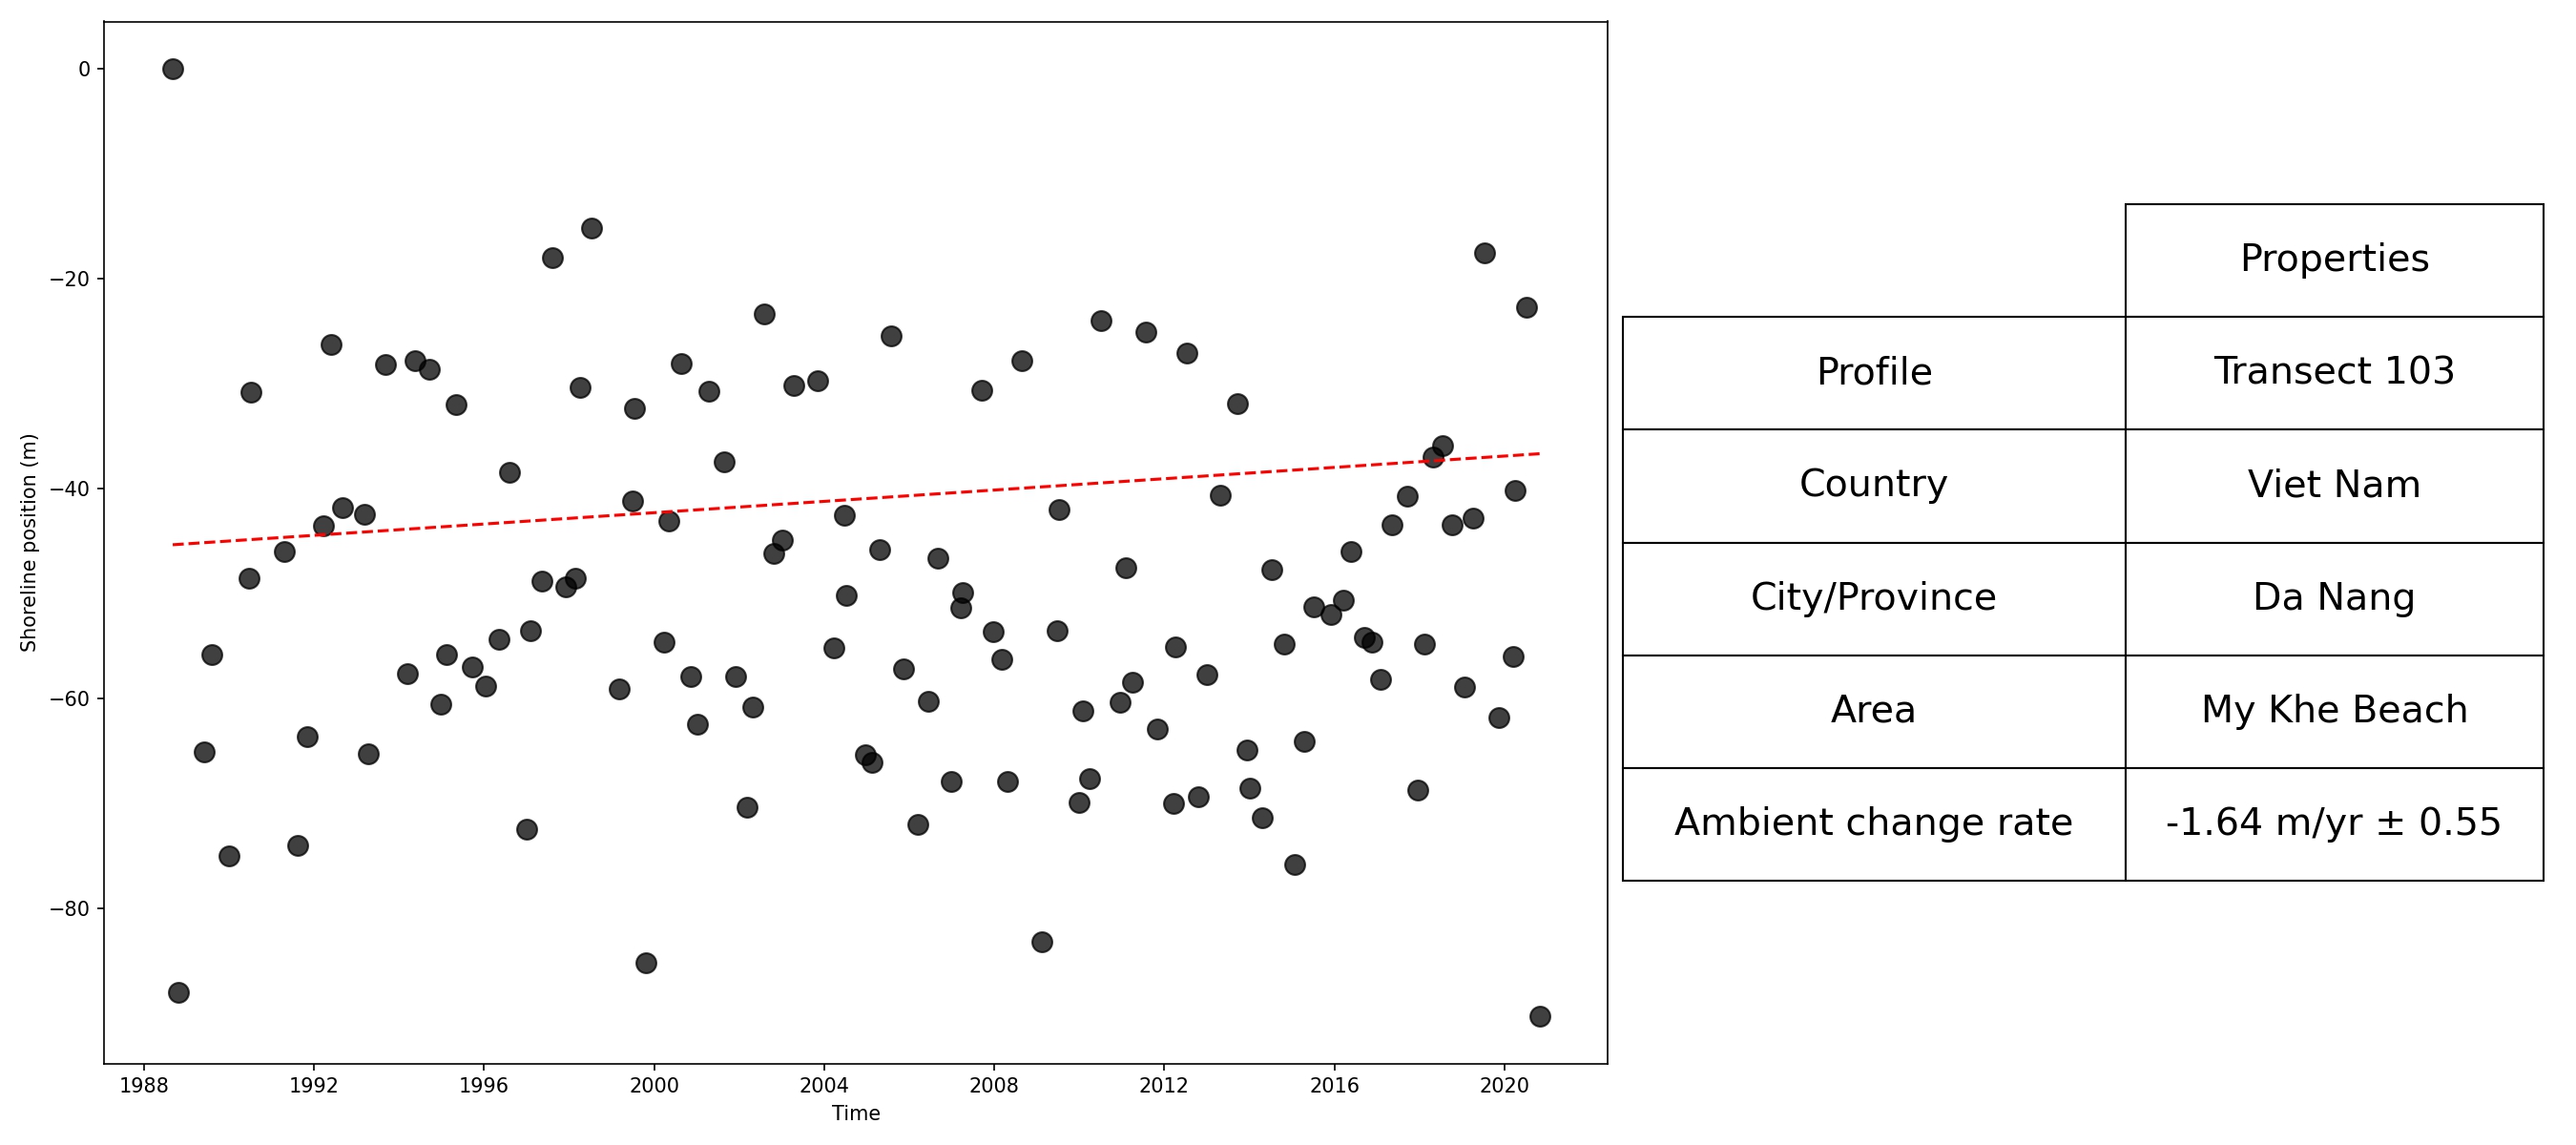 0
−20
−40
−60
−80
Shoreline position (m)
1988 1992 1996 2000 2004 2008 2012 2016 2020
Time
Properties
Profile Transect 103
Country Viet Nam
City/Province Da Nang
Area My Khe Beach
Ambient change rate -1.64 m/yr ± 0.55